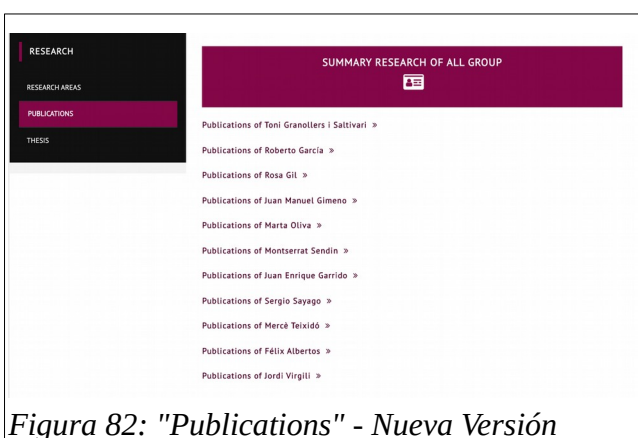 RESEARCH
RESEARCH AREAS
PUBLICATIONS
THESIS
SUMMARY RESEARCH OF ALL GROUP
Publications of Toni Granollers i Saltivari »
Publications of Roberto García »
Publications of Rosa Gil »
Publications of Juan Manuel Gimeno »
Publications of Marta Oliva »
Publications of Montserrat Sendín »
Publications of Juan Enrique Garrido »
Publications of Sergio Sayago »
Publications of Mercè Teixidó »
Publications of Félix Albertos »
Publications of Jordi Virgili »
Figura 82: "Publications" - Nueva Versión